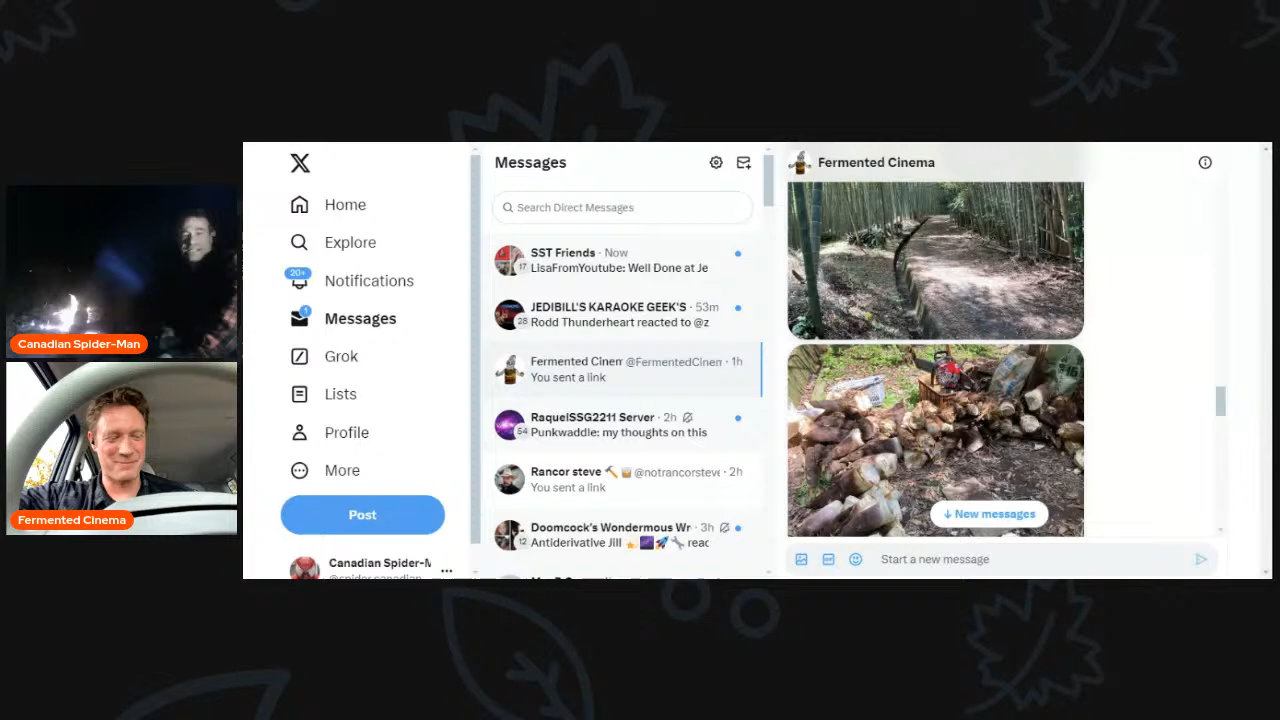 Canadian Spider-Man
Fermented Cinema
Home
Explore
20+
Notifications
1
Messages
Grok
Lists
Profile
More
Post
Canadian Spider-M
Messages
Search Direct Messages
SST Friends · Now
17
LisaFromYoutube: Well Done at Je
JEDIBILL'S KARAOKE GEEK'S · 53m
28
Rodd Thunderheart reacted to @z
Fermented Cinem @FermentedCinem · 1h
You sent a link
RaquelSSG2211 Server · 2h
54
Punkwaddle: my thoughts on this
Rancor steve 🔨🥃 @notrancorsteve · 2h
You sent a link
Doomcock's Wondermous Wr · 3h
12
Antiderivative Jill
Fermented Cinema
↓ New messages
GIF
Start a new message